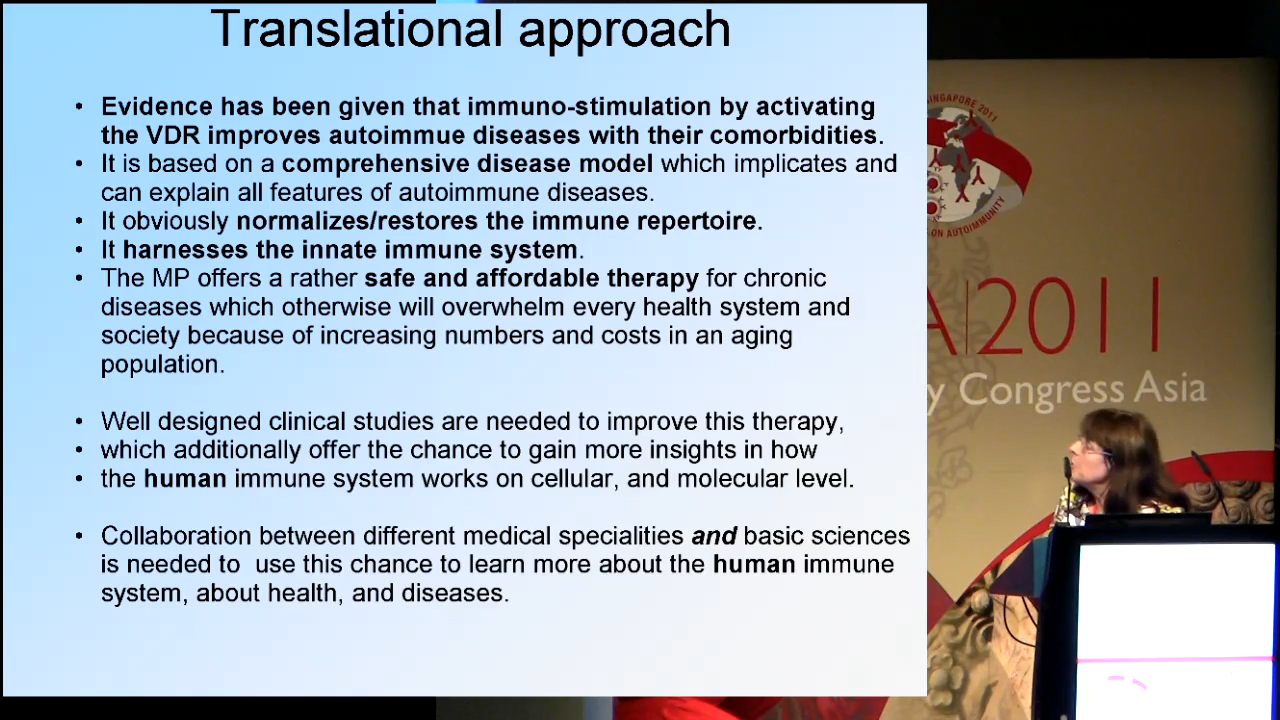 Translational approach
• Evidence has been given that immuno-stimulation by activating
the VDR improves autoimmue diseases with their comorbidities.
• It is based on a comprehensive disease model which implicates and
can explain all features of autoimmune diseases.
• It obviously normalizes/restores the immune repertoire.
• It harnesses the innate immune system.
• The MP offers a rather safe and affordable therapy for chronic
diseases which otherwise will overwhelm every health system and
society because of increasing numbers and costs in an aging
population.
• Well designed clinical studies are needed to improve this therapy,
• which additionally offer the chance to gain more insights in how
• the human immune system works on cellular, and molecular level.
• Collaboration between different medical specialities and basic sciences
is needed to  use this chance to learn more about the human immune
system, about health, and diseases.
SINGAPORE 2011
ON AUTOIMMUNITY
A|2011
y Congress Asia